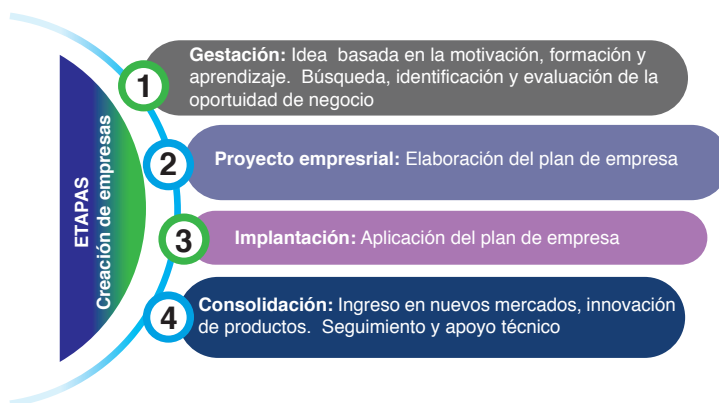 ETAPAS
Creación de empresas
1
Gestación: Idea basada en la motivación, formación y
aprendizaje. Búsqueda, identificación y evaluación de la
oportuidad de negocio
2
Proyecto empresrial: Elaboración del plan de empresa
3
Implantación: Aplicación del plan de empresa
4
Consolidación: Ingreso en nuevos mercados, innovación
de productos. Seguimiento y apoyo técnico